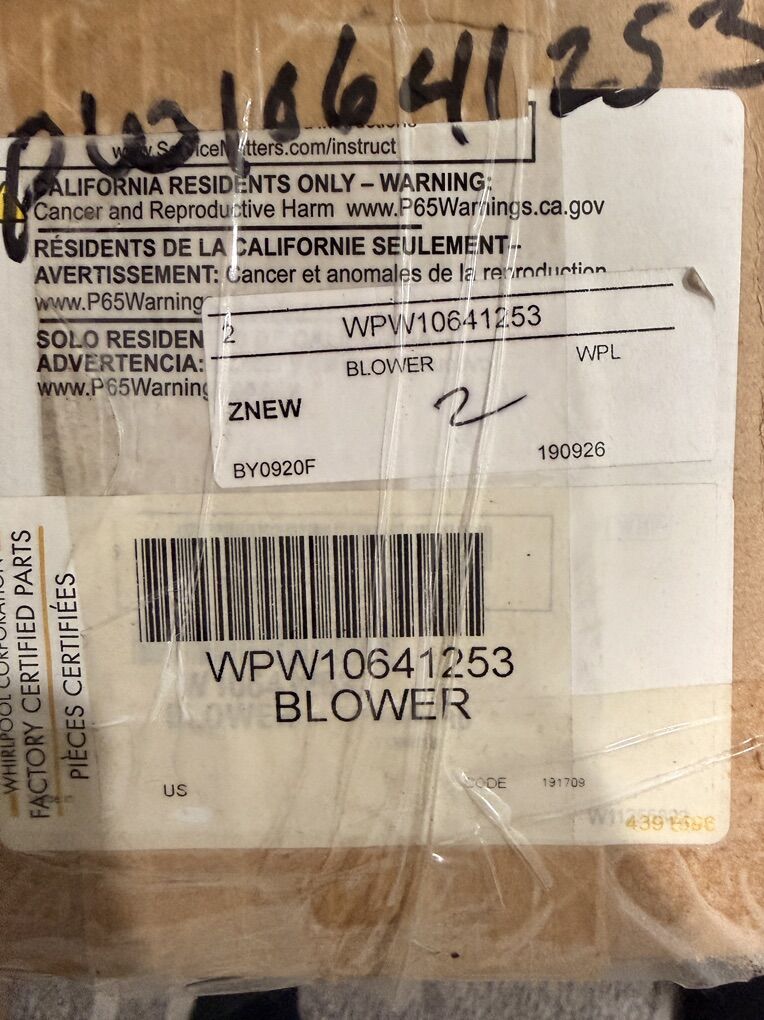 PW10641253
www.ServiceMatters.com/instruct
CALIFORNIA RESIDENTS ONLY – WARNING:
Cancer and Reproductive Harm www.P65Warnings.ca.gov
RÉSIDENTS DE LA CALIFORNIE SEULEMENT–
AVERTISSEMENT: Cancer et anomales de la reproduction
www.P65Warning
SOLO RESIDEN
ADVERTENCIA:
www.P65Warning
2 WPW10641253
BLOWER WPL
ZNEW 2
BY0920F 190926
WHIRLPOOL CORPORATION
FACTORY CERTIFIED PARTS
PIÈCES CERTIFIÉES
WPW10641253
BLOWER
US CODE 191709